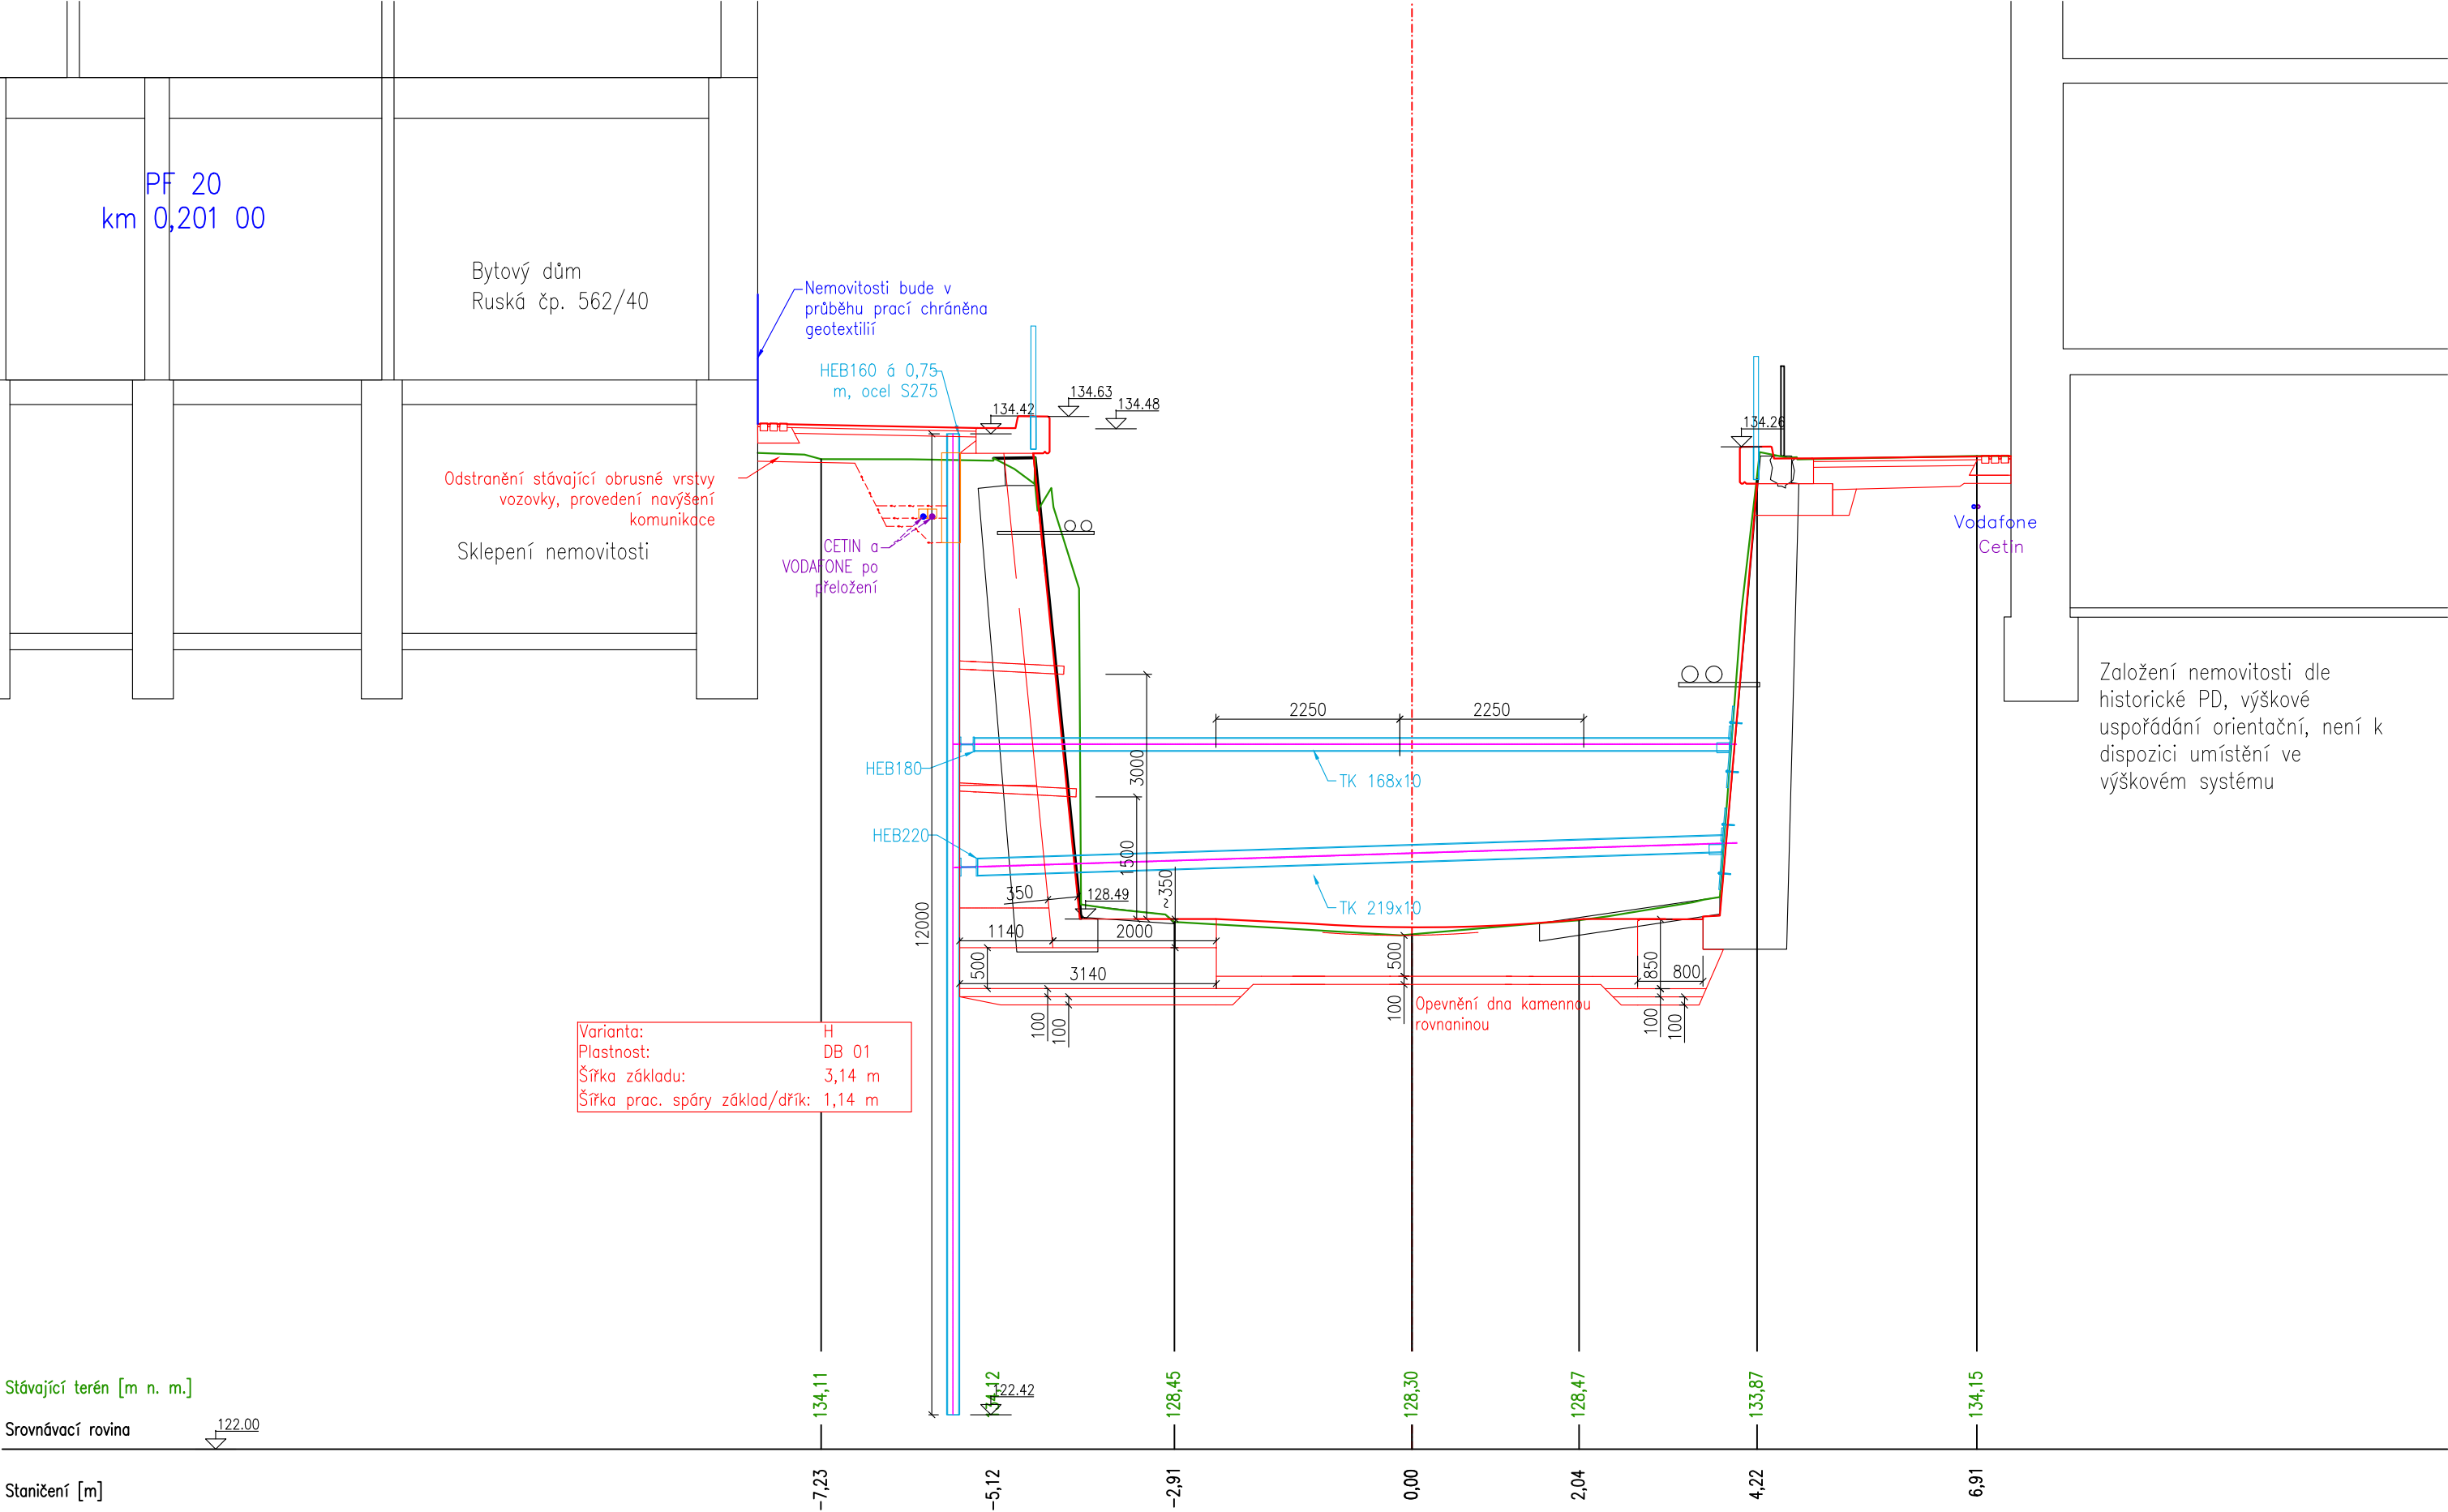 PF 20
km 0,201 00
Bytový dům
Ruská čp. 562/40
Nemovitosti bude v
průběhu prací chráněna
geotextilií
HEB160 á 0,75
m, ocel S275
134.42
134.63
134.48
134.26
Odstranění stávající obrusné vrstvy
vozovky, provedení navýšení
komunikace
Sklepení nemovitosti
CETIN a
VODAFONE po
přeložení
Vodafone
Cetin
Založení nemovitosti dle
historické PD, výškové
uspořádání orientační, není k
dispozici umístění ve
výškovém systému
2250
2250
3000
HEB180
TK 168x10
HEB220
1500
~350
TK 219x10
350
128.49
12000
1140
2000
500
3140
500
850
800
100
100
100
100
100
Opevnění dna kamennou
rovnaninou
Varianta: H
Plastnost: DB 01
Šířka základu: 3,14 m
Šířka prac. spáry základ/dřík: 1,14 m
Stávající terén [m n. m.]
134,11
134,12
122.42
128,45
128,30
128,47
133,87
134,15
Srovnávací rovina
122.00
Staničení [m]
-7,23
-5,12
-2,91
0,00
2,04
4,22
6,91